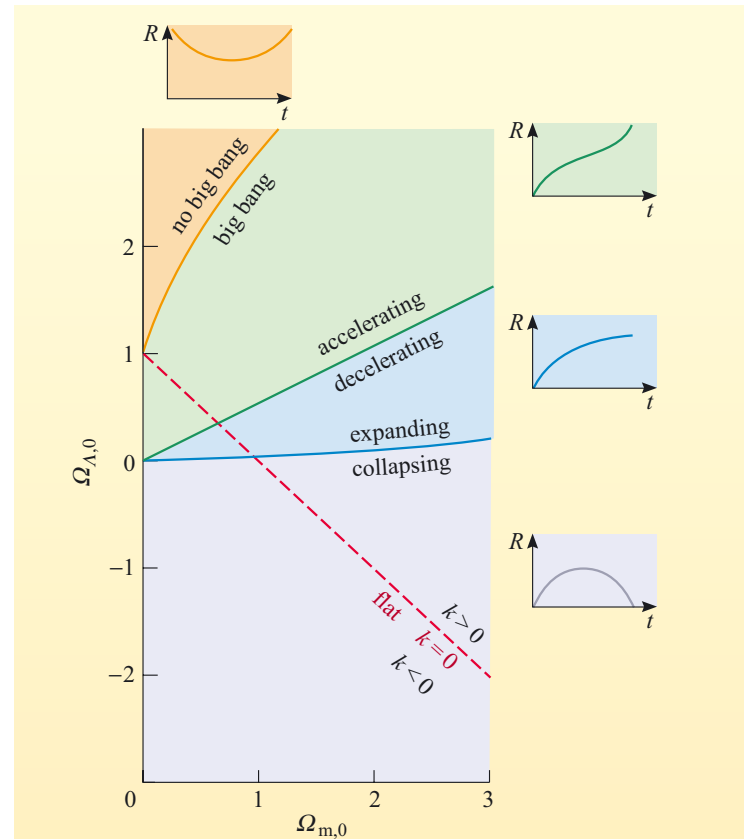 R
t
no big bang
big bang
R
t
2
accelerating
decelerating
R
t
1
expanding
collapsing
0
Ω_Λ,0
R
t
−1
flat k = 0
k > 0
k < 0
−2
0
1
2
3
Ω_m,0